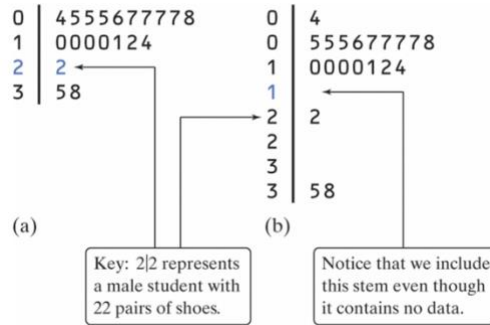 0 4555677778
1 0000124
2 2
3 58
(a)
0 4
0 555677778
1 0000124
1
2 2
2
3
3 58
(b)
Key: 2|2 represents
a male student with
22 pairs of shoes.
Notice that we include
this stem even though
it contains no data.